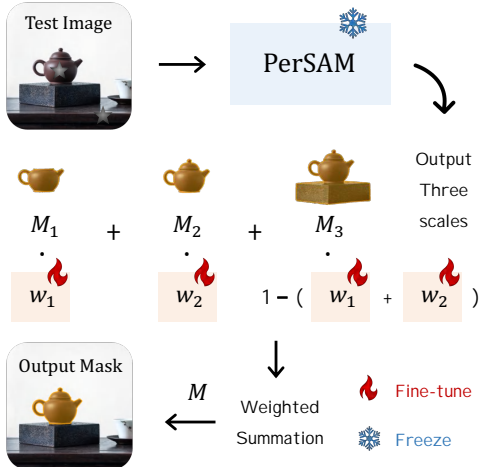 Test Image
PerSAM
Output
Three
scales
M₁ + M₂ + M₃
· · ·
w₁ w₂ 1 − ( w₁ + w₂ )
Output Mask
M
Weighted
Summation
Fine-tune
Freeze